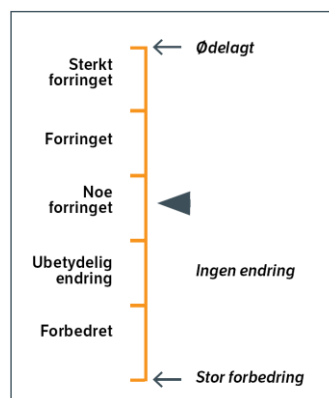 Ødelagt
Sterkt
forringet
Forringet
Noe
forringet
Ubetydelig
endring
Ingen endring
Forbedret
Stor forbedring